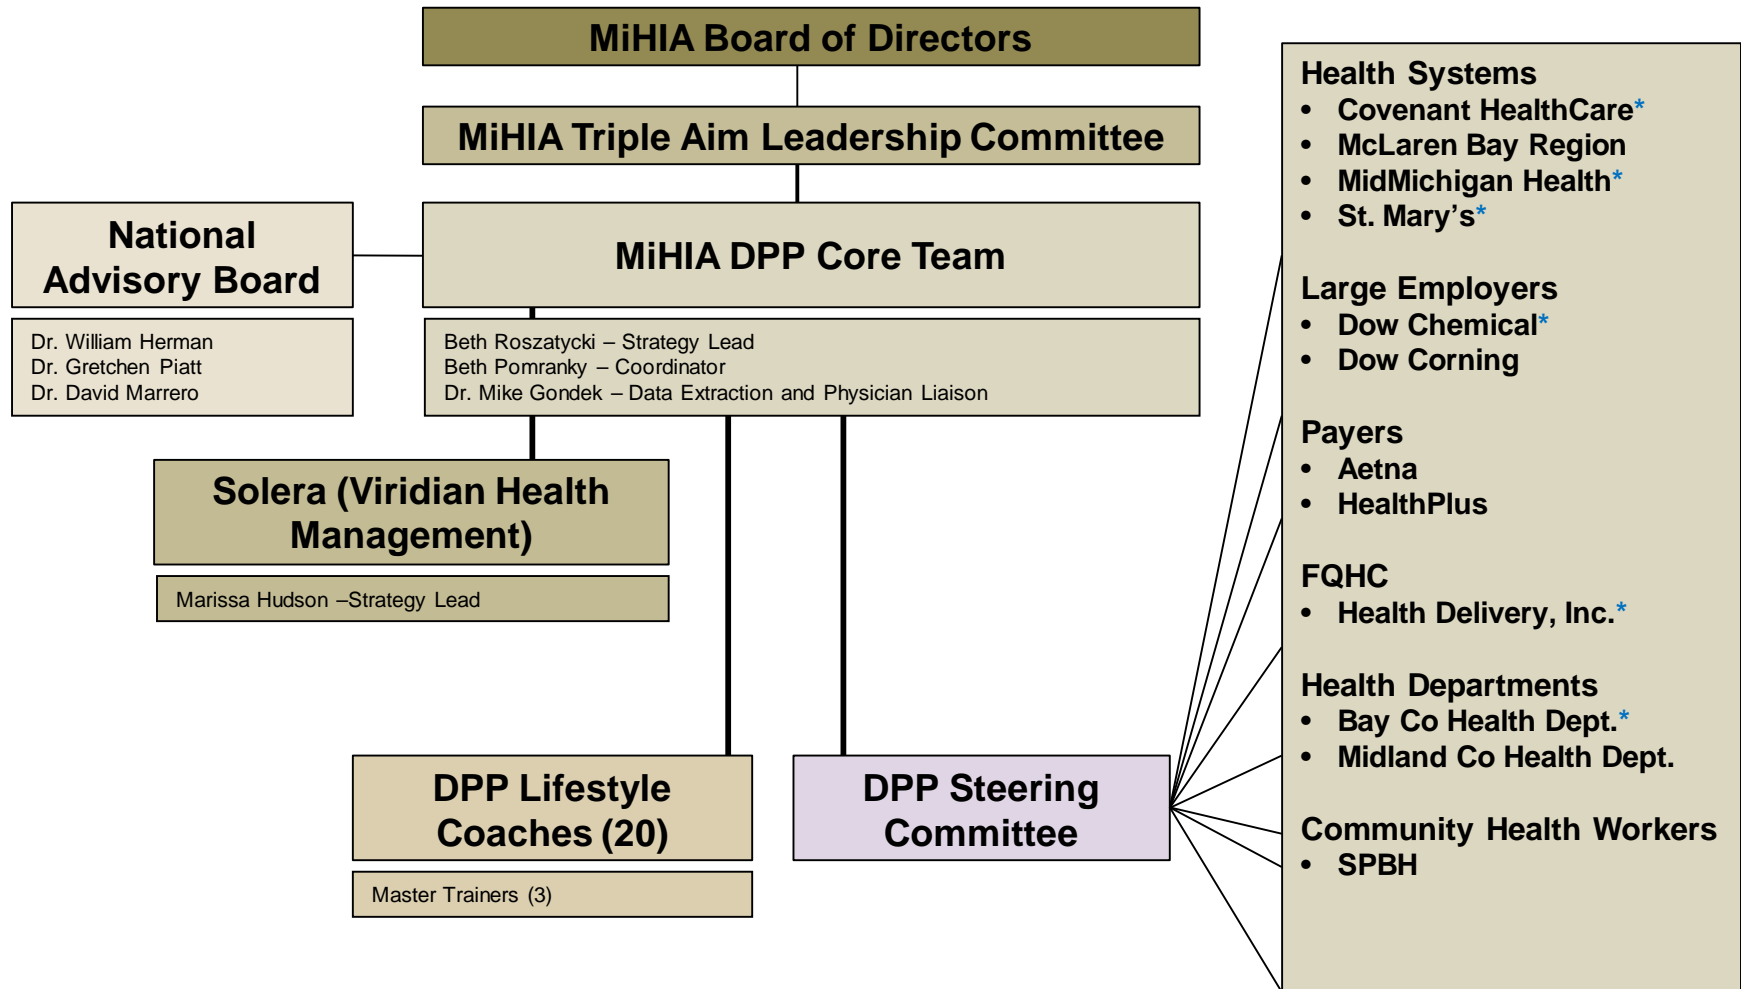 MiHIA Board of Directors
MiHIA Triple Aim Leadership Committee
National
Advisory Board
MiHIA DPP Core Team
Dr. William Herman
Dr. Gretchen Piatt
Dr. David Marrero
Beth Roszatycki – Strategy Lead
Beth Pomranky – Coordinator
Dr. Mike Gondek – Data Extraction and Physician Liaison
Solera (Viridian Health
Management)
Marissa Hudson –Strategy Lead
DPP Lifestyle
Coaches (20)
Master Trainers (3)
DPP Steering
Committee
Health Systems
• Covenant HealthCare*
• McLaren Bay Region
• MidMichigan Health*
• St. Mary’s*
Large Employers
• Dow Chemical*
• Dow Corning
Payers
• Aetna
• HealthPlus
FQHC
• Health Delivery, Inc.*
Health Departments
• Bay Co Health Dept.*
• Midland Co Health Dept.
Community Health Workers
• SPBH